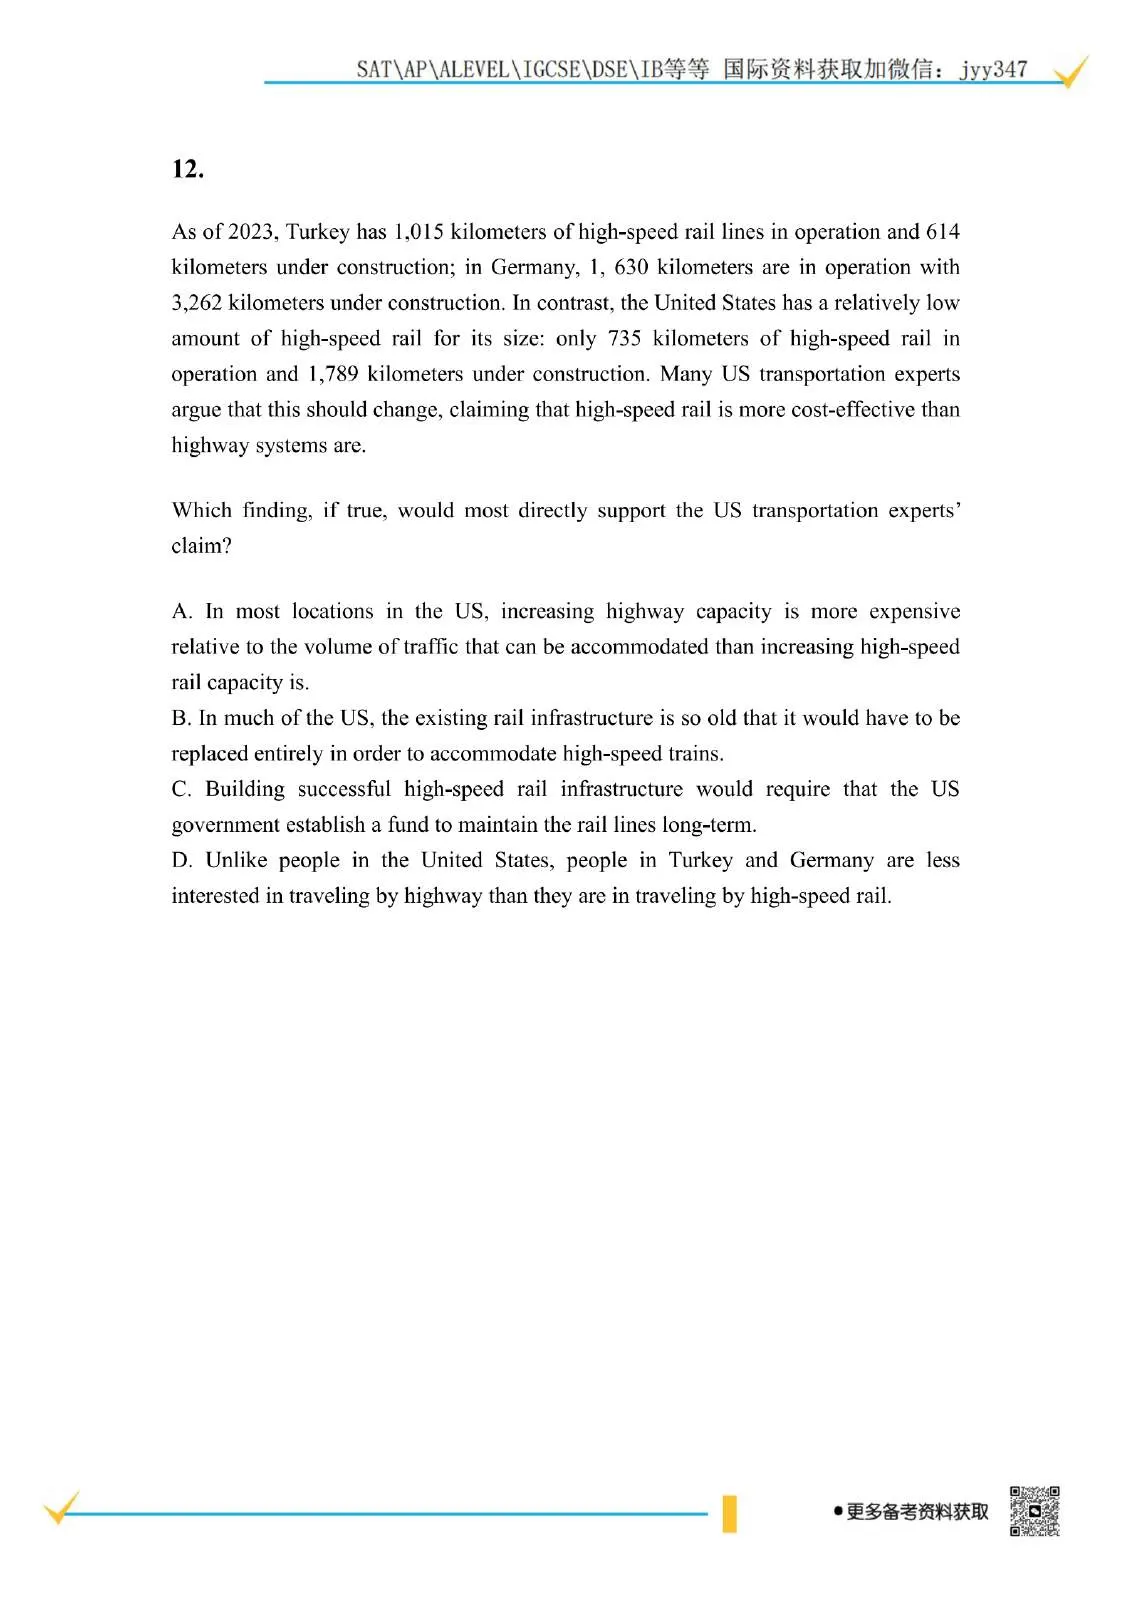 SAT\AP\ALEVEL\IGCSE\DSE\IB等等 国际资料获取加微信: jyy347
12.
As of 2023, Turkey has 1,015 kilometers of high-speed rail lines in operation and 614
kilometers under construction; in Germany, 1, 630 kilometers are in operation with
3,262 kilometers under construction. In contrast, the United States has a relatively low
amount of high-speed rail for its size: only 735 kilometers of high-speed rail in
operation and 1,789 kilometers under construction. Many US transportation experts
argue that this should change, claiming that high-speed rail is more cost-effective than
highway systems are.
Which finding, if true, would most directly support the US transportation experts’
claim?
A. In most locations in the US, increasing highway capacity is more expensive
relative to the volume of traffic that can be accommodated than increasing high-speed
rail capacity is.
B. In much of the US, the existing rail infrastructure is so old that it would have to be
replaced entirely in order to accommodate high-speed trains.
C. Building successful high-speed rail infrastructure would require that the US
government establish a fund to maintain the rail lines long-term.
D. Unlike people in the United States, people in Turkey and Germany are less
interested in traveling by highway than they are in traveling by high-speed rail.
•更多备考资料获取